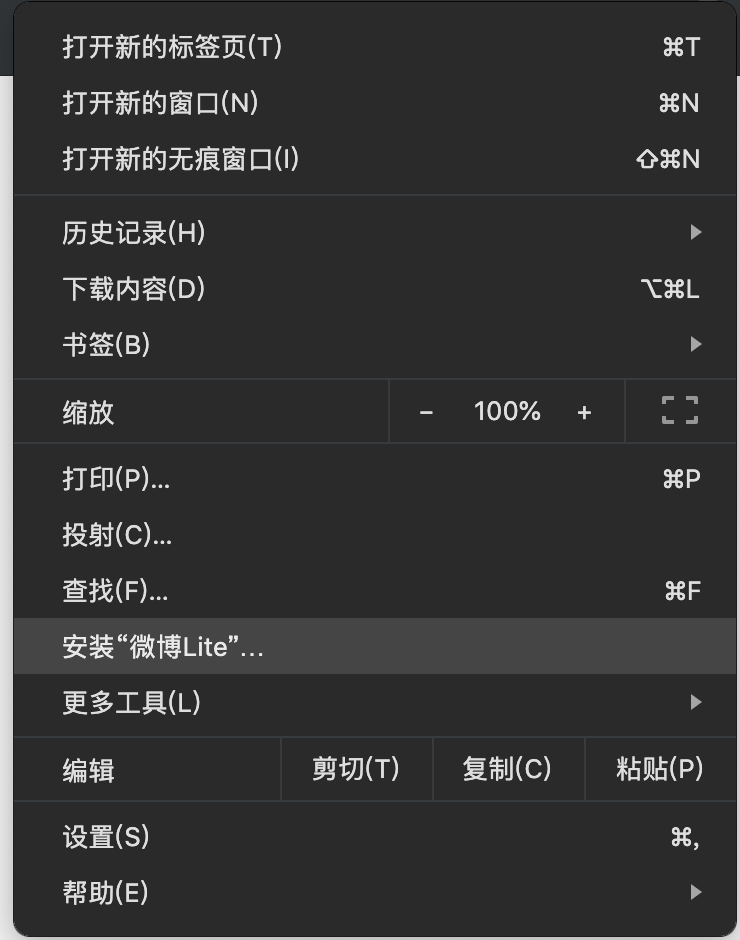 打开新的标签页(T) ⌘T
打开新的窗口(N) ⌘N
打开新的无痕窗口(I) ⇧⌘N
历史记录(H)
下载内容(D) ⌥⌘L
书签(B)
缩放 − 100% +
打印(P)... ⌘P
投射(C)...
查找(F)... ⌘F
安装“微博Lite”…
更多工具(L)
编辑 剪切(T) 复制(C) 粘贴(P)
设置(S) ⌘,
帮助(E)